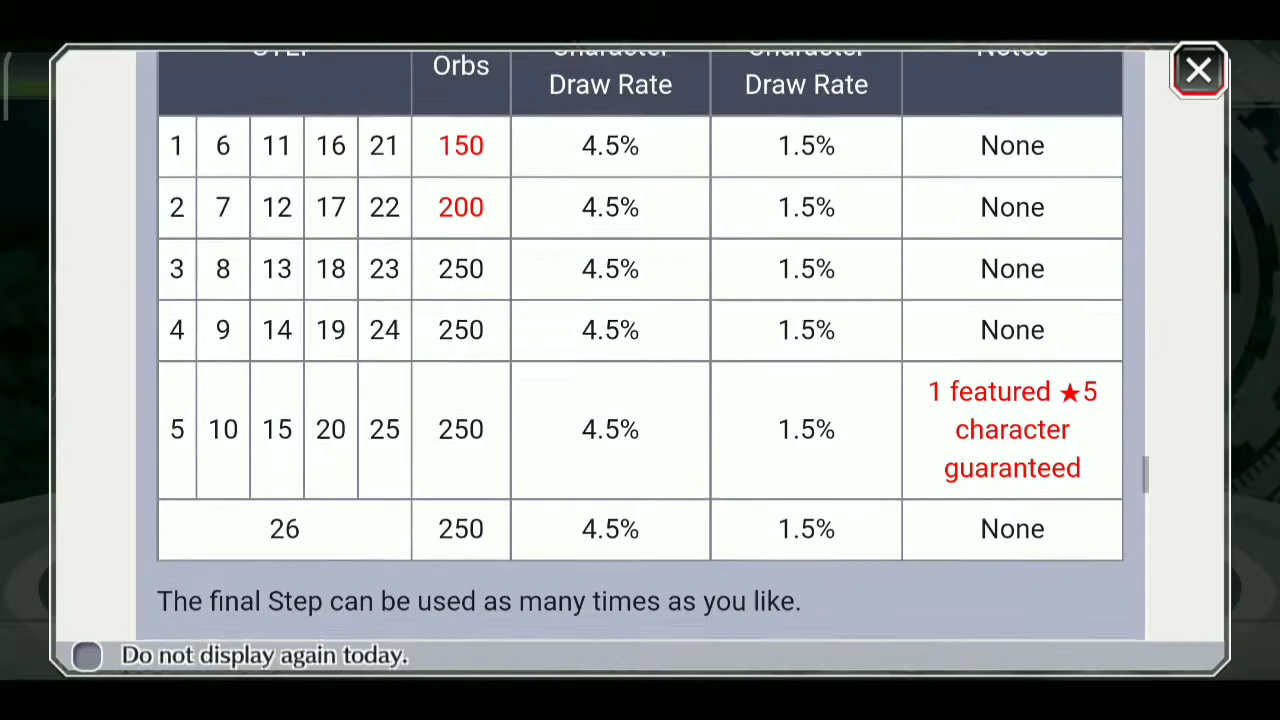 Orbs
Draw Rate Draw Rate
1 6 11 16 21 150 4.5% 1.5% None
2 7 12 17 22 200 4.5% 1.5% None
3 8 13 18 23 250 4.5% 1.5% None
4 9 14 19 24 250 4.5% 1.5% None
1 featured ★5
5 10 15 20 25 250 4.5% 1.5% character
guaranteed
26 250 4.5% 1.5% None
The final Step can be used as many times as you like.
Do not display again today.